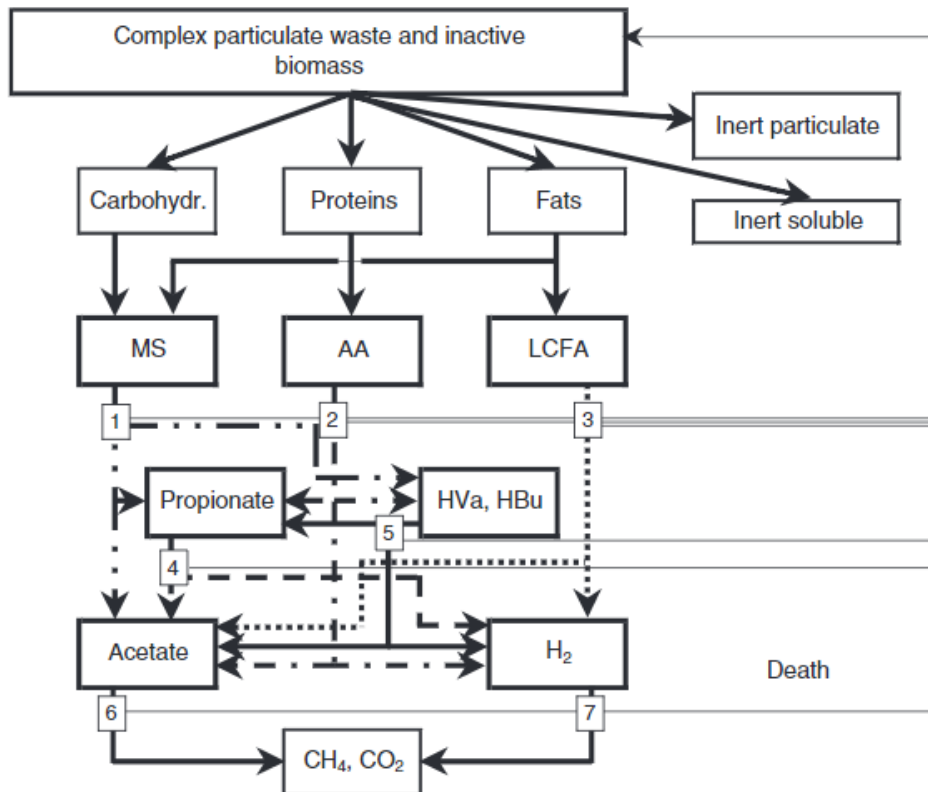 Complex particulate waste and inactive
biomass
Inert particulate
Carbohydr.
Proteins
Fats
Inert soluble
MS
AA
LCFA
1
2
3
Propionate
HVa, HBu
5
4
Acetate
H₂
Death
6
7
CH₄, CO₂